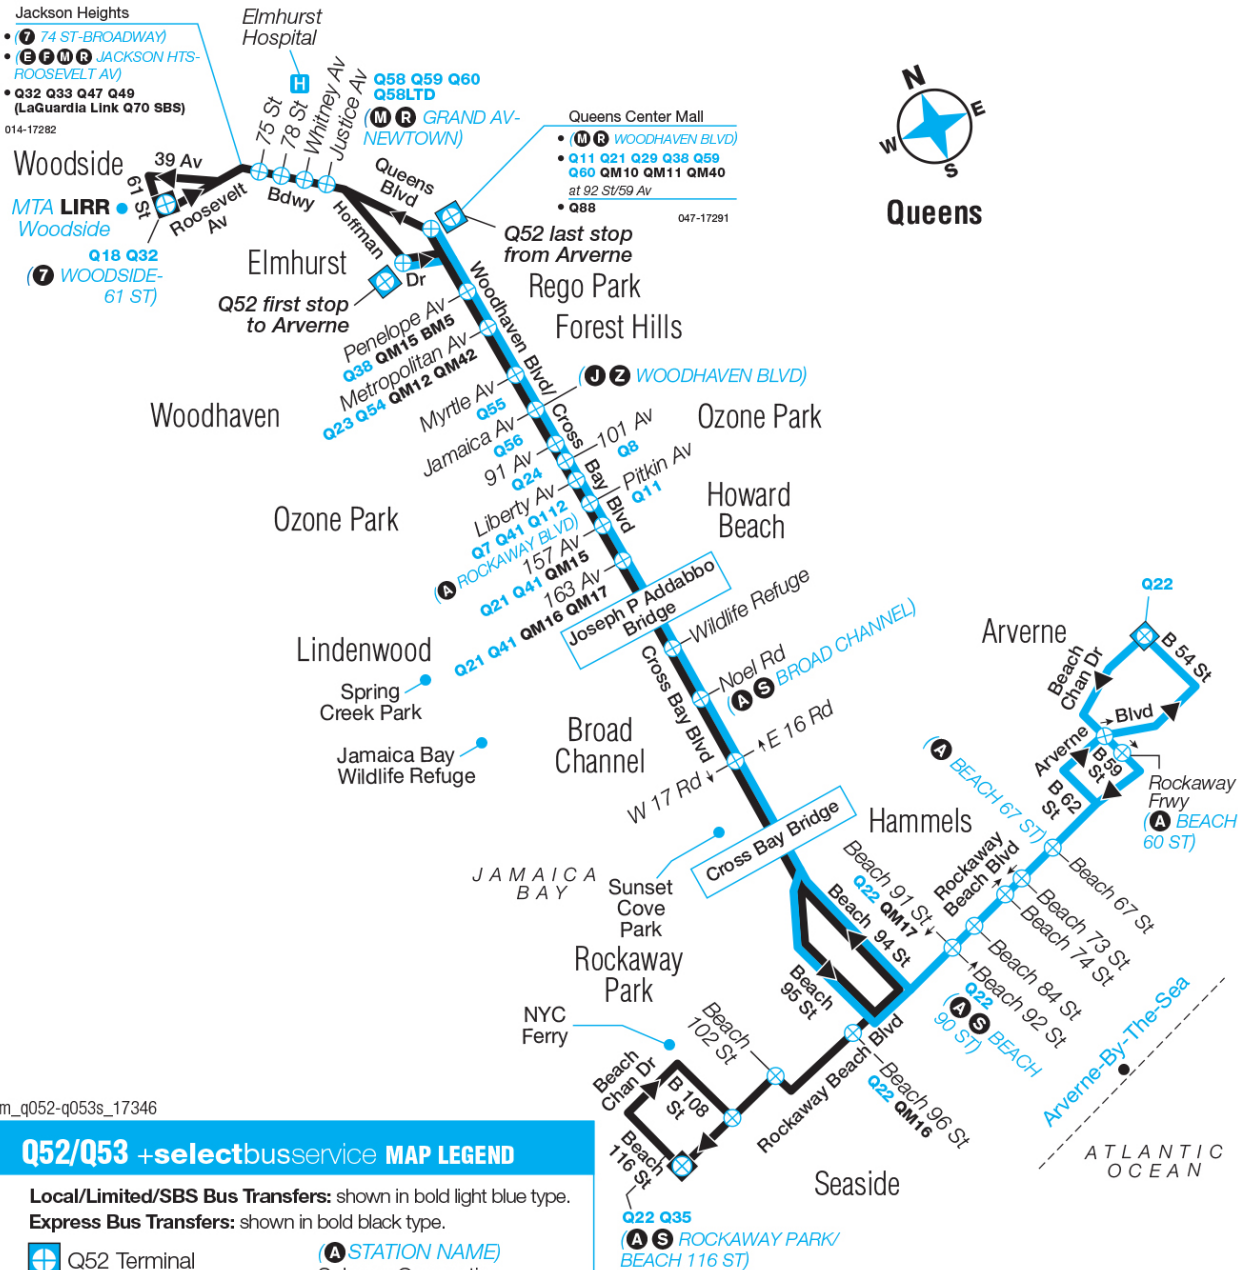 Jackson Heights
• (7 74 ST-BROADWAY)
• (E F M R JACKSON HTS-
ROOSEVELT AV)
• Q32 Q33 Q47 Q49
(LaGuardia Link Q70 SBS)
014-17282
Elmhurst
Hospital
H
75 St
78 St
Whitney Av
Justice Av
Q58 Q59 Q60
Q58LTD
(M R GRAND AV-
NEWTOWN)
Queens Center Mall
• (M R WOODHAVEN BLVD)
• Q11 Q21 Q29 Q38 Q59
Q60 QM10 QM11 QM40
at 92 St/59 Av
• Q88
047-17291
N
E
W
S
Queens
Woodside
39 Av
61 St
Roosevelt
Av
Bdwy
MTA LIRR
Woodside
Q18 Q32
(7 WOODSIDE-
61 ST)
Queens
Blvd
Hoffman
Dr
Elmhurst
Q52 last stop
from Arverne
Q52 first stop
to Arverne
Rego Park
Forest Hills
Woodhaven Blvd/
Cross
Bay
Blvd
Penelope Av
Q38 QM15 BM5
Metropolitan Av
Q23 Q54 QM12 QM42
Woodhaven
Myrtle Av
Q55
(J Z WOODHAVEN BLVD)
Jamaica Av
Q56
91 Av
Q24
101 Av
Q8
Ozone Park
Pitkin Av
Q11
Liberty Av
Q7 Q41 Q112
(A ROCKAWAY BLVD)
Ozone Park
Howard
Beach
157 Av
Q21 Q41 QM15
163 Av
Q21 Q41 QM16 QM17
Joseph P Addabbo
Bridge
Lindenwood
Spring
Creek Park
Wildlife Refuge
Noel Rd
(A S BROAD CHANNEL)
Cross Bay Blvd
Jamaica Bay
Wildlife Refuge
Broad
Channel
E 16 Rd
W 17 Rd
Cross Bay Bridge
JAMAICA
BAY
Sunset
Cove
Park
Q22
Arverne
B 54 St
Beach
Chan Dr
Blvd
Arverne
B 59
St
B 62
St
Rockaway
Frwy
(A BEACH
60 ST)
(A BEACH 67 ST)
Hammels
Beach 67 St
Rockaway
Beach Blvd
Beach 73 St
Beach 74 St
Beach 84 St
Beach 91 St
Q22 QM17
Beach 92 St
Q22
(A S BEACH
90 ST)
Beach 94 St
Beach
95 St
Rockaway
Park
NYC
Ferry
Beach
102 St
Beach
Chan Dr
B 108
St
Beach
116 St
Rockaway Beach Blvd
Beach 96 St
Q22 QM16
Arverne-By-The-Sea
ATLANTIC
OCEAN
Seaside
Q22 Q35
(A S ROCKAWAY PARK/
BEACH 116 ST)
m_q052-q053s_17346
Q52/Q53 +selectbusservice MAP LEGEND
Local/Limited/SBS Bus Transfers: shown in bold light blue type.
Express Bus Transfers: shown in bold black type.
Q52 Terminal
(A STATION NAME)